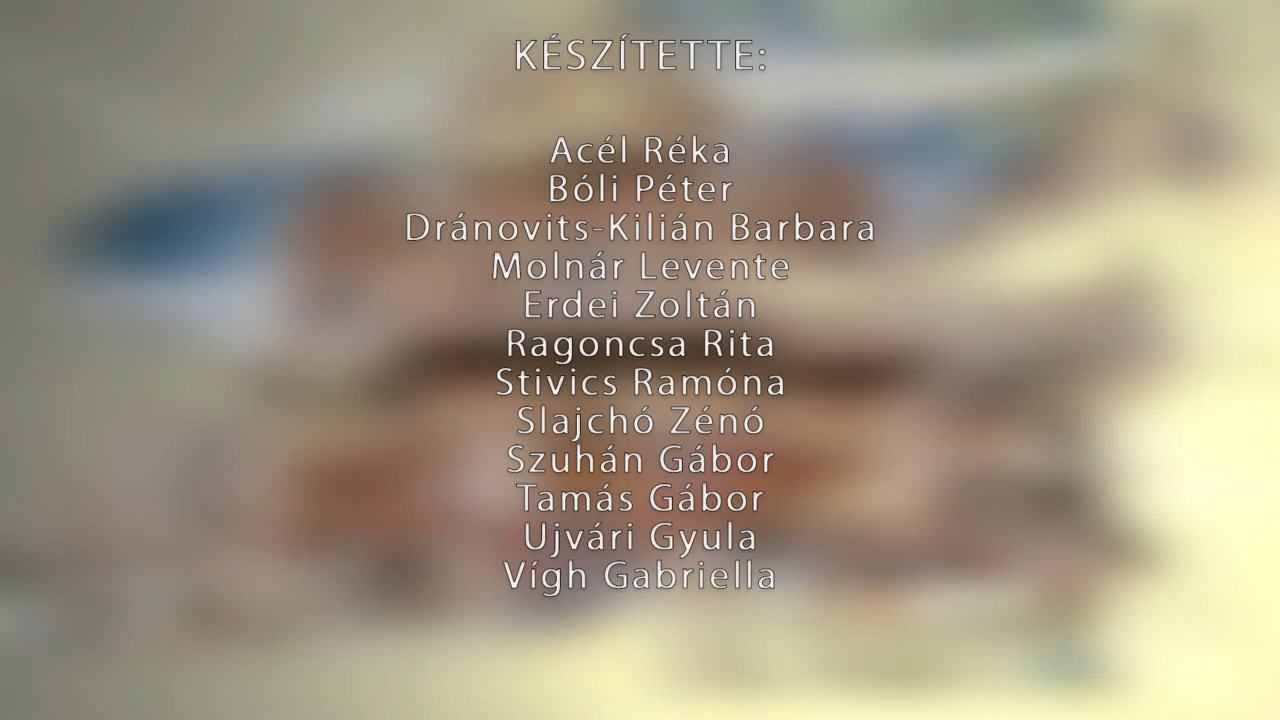 KÉSZÍTETTE:
Acél Réka
Bóli Péter
Dránovits-Kilián Barbara
Molnár Levente
Erdei Zoltán
Ragoncsa Rita
Stivics Ramóna
Slajchó Zénó
Szuhán Gábor
Tamás Gábor
Ujvári Gyula
Vígh Gabriella